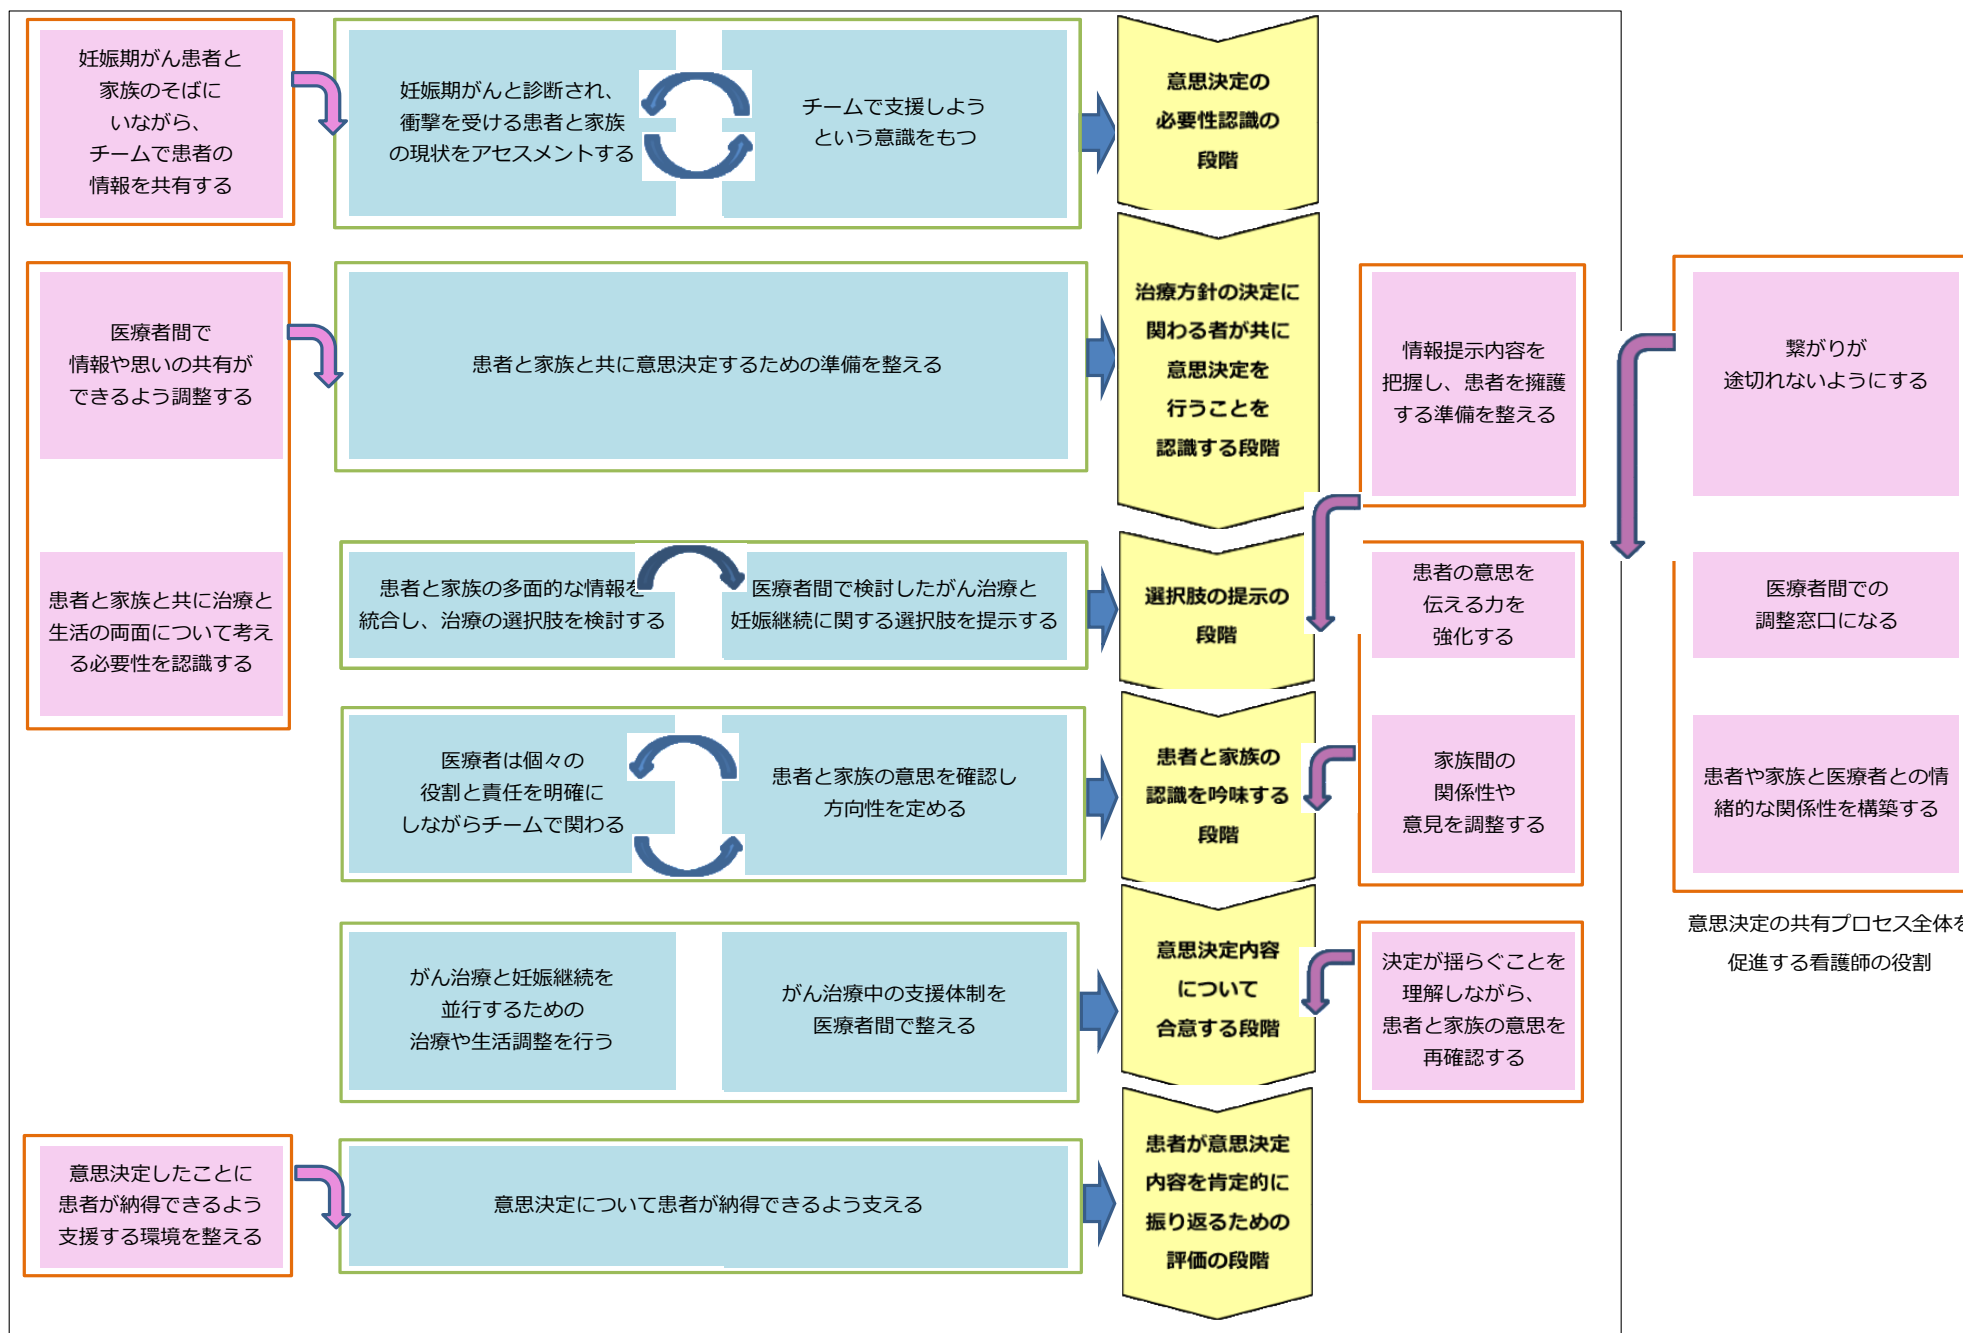 妊娠期がん患者と
家族のそばに
いながら、
チームで患者の
情報を共有する
妊娠期がんと診断され、
衝撃を受ける患者と家族
の現状をアセスメントする
チームで支援しよう
という意識をもつ
意思決定の
必要性認識の
段階
医療者間で
情報や思いの共有が
できるよう調整する
患者と家族と共に意思決定するための準備を整える
治療方針の決定に
関わる者が共に
意思決定を
行うことを
認識する段階
情報提示内容を
把握し、患者を擁護
する準備を整える
繋がりが
途切れないようにする
患者と家族と共に治療と
生活の両面について考え
る必要性を認識する
患者と家族の多面的な情報を
統合し、治療の選択肢を検討する
医療者間で検討したがん治療と
妊娠継続に関する選択肢を提示する
選択肢の提示の
段階
患者の意思を
伝える力を
強化する
医療者間での
調整窓口になる
医療者は個々の
役割と責任を明確に
しながらチームで関わる
患者と家族の意思を確認し
方向性を定める
患者と家族の
認識を吟味する
段階
家族間の
関係性や
意見を調整する
患者や家族と医療者との情
緒的な関係性を構築する
意思決定の共有プロセス全体を
促進する看護師の役割
がん治療と妊娠継続を
並行するための
治療や生活調整を行う
がん治療中の支援体制を
医療者間で整える
意思決定内容
について
合意する段階
決定が揺らぐことを
理解しながら、
患者と家族の意思を
再確認する
意思決定したことに
患者が納得できるよう
支援する環境を整える
意思決定について患者が納得できるよう支える
患者が意思決定
内容を肯定的に
振り返るための
評価の段階